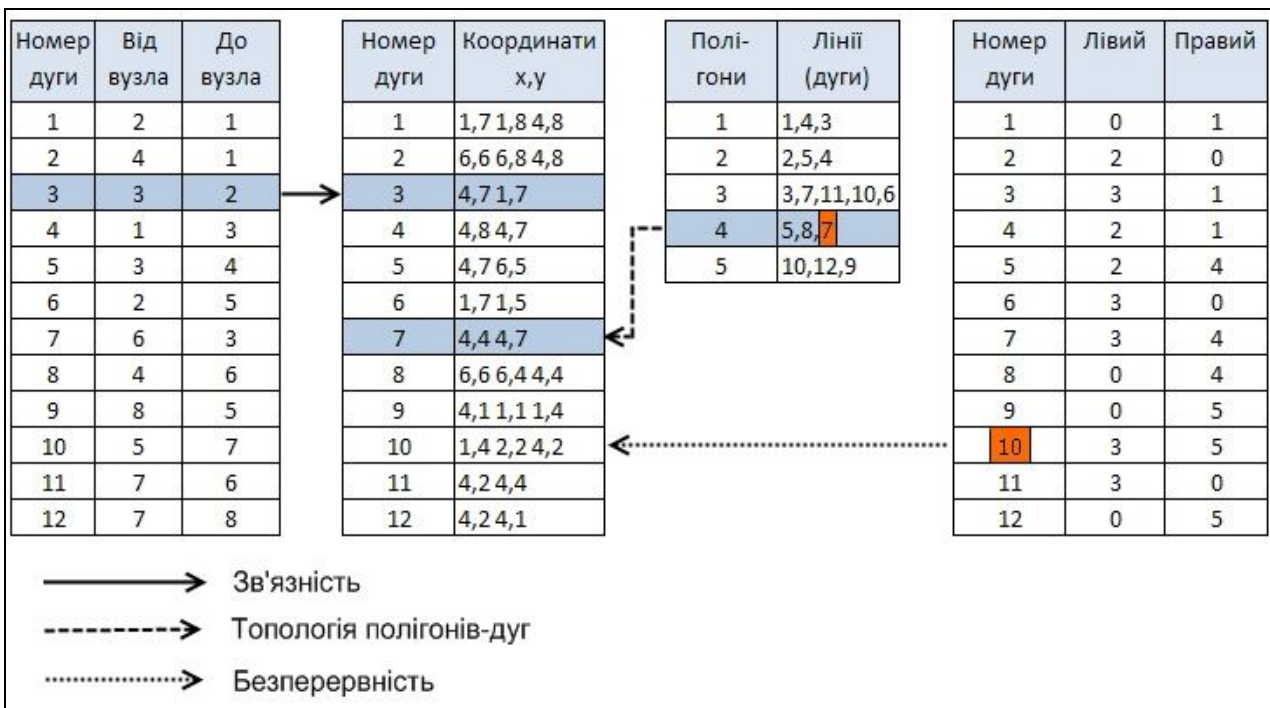 Номер дуги Від вузла До вузла
1 2 1
2 4 1
3 3 2
4 1 3
5 3 4
6 2 5
7 6 3
8 4 6
9 8 5
10 5 7
11 7 6
12 7 8
Номер дуги Координати x,y
1 1,7 1,8 4,8
2 6,6 6,8 4,8
3 4,7 1,7
4 4,8 4,7
5 4,7 6,5
6 1,7 1,5
7 4,4 4,7
8 6,6 6,4 4,4
9 4,1 1,1 1,4
10 1,4 2,2 4,2
11 4,2 4,4
12 4,2 4,1
Полі-гони Лінії (дуги)
1 1,4,3
2 2,5,4
3 3,7,11,10,6
4 5,8,7
5 10,12,9
Номер дуги Лівий Правий
1 0 1
2 2 0
3 3 1
4 2 1
5 2 4
6 3 0
7 3 4
8 0 4
9 0 5
10 3 5
11 3 0
12 0 5
Зв'язність
Топологія полігонів-дуг
Безперервність